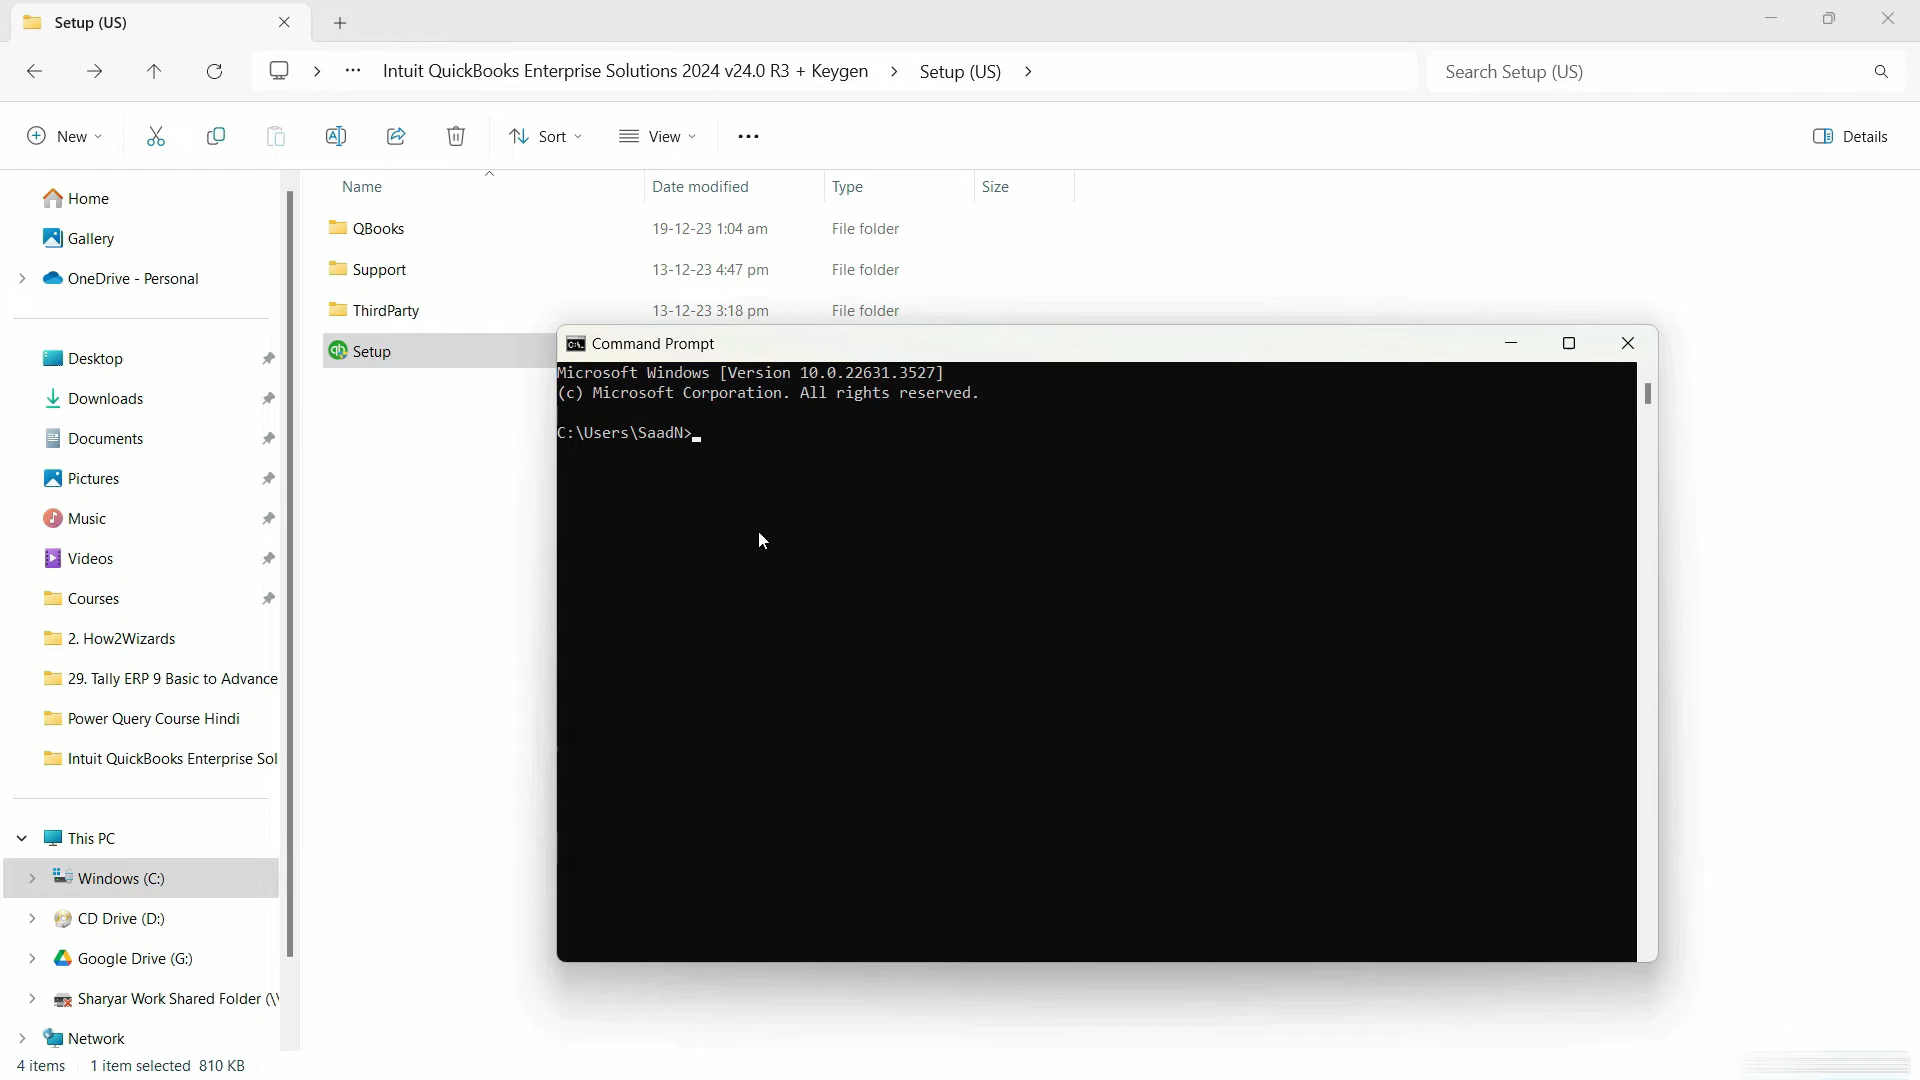 Setup (US)
Intuit QuickBooks Enterprise Solutions 2024 v24.0 R3 + Keygen > Setup (US) >
Search Setup (US)
New
Sort
View
Details
Name
Date modified
Type
Size
QBooks 19-12-23 1:04 am File folder
Support 13-12-23 4:47 pm File folder
ThirdParty 13-12-23 3:18 pm File folder
Setup
Home
Gallery
OneDrive - Personal
Desktop
Downloads
Documents
Pictures
Music
Videos
Courses
2. How2Wizards
29. Tally ERP 9 Basic to Advance
Power Query Course Hindi
Intuit QuickBooks Enterprise Sol
This PC
Windows (C:)
CD Drive (D:)
Google Drive (G:)
Sharyar Work Shared Folder (\\
Network
4 items 1 item selected 810 KB
Command Prompt
Microsoft Windows [Version 10.0.22631.3527]
(c) Microsoft Corporation. All rights reserved.
C:\Users\SaadN>